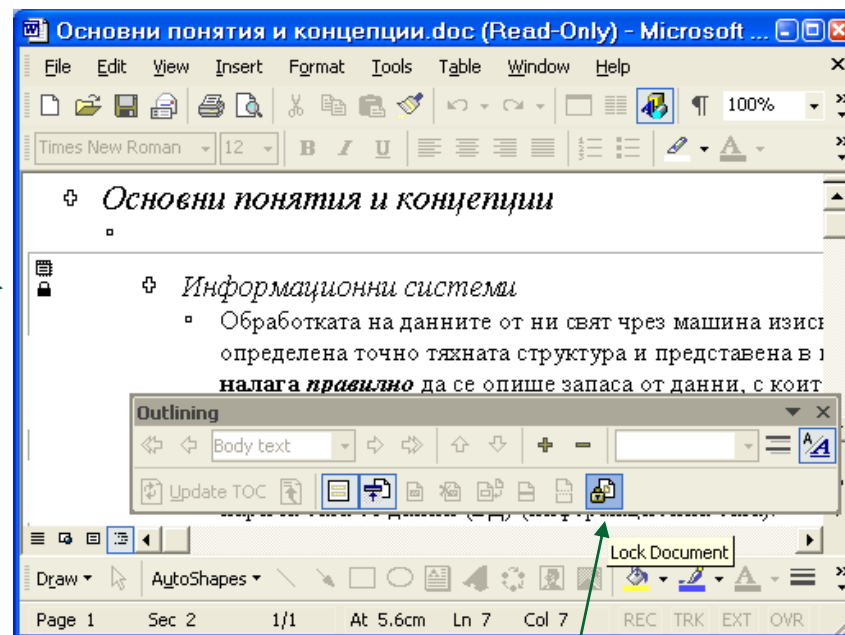 Основни понятия и концепции.doc (Read-Only) - Microsoft ...
File Edit View Insert Format Tools Table Window Help
100%
Times New Roman 12 B I U A
Основни понятия и концепции
Информационни системи
Обработката на данните от ни свят чрез машина изиск
определена точно тяхната структура и представена в
налага правилно да се опише запаса от данни, с коит
Outlining
Body text
Update TOC
Lock Document
Draw AutoShapes A
Page 1 Sec 2 1/1 At 5.6cm Ln 7 Col 7 REC TRK EXT OVR